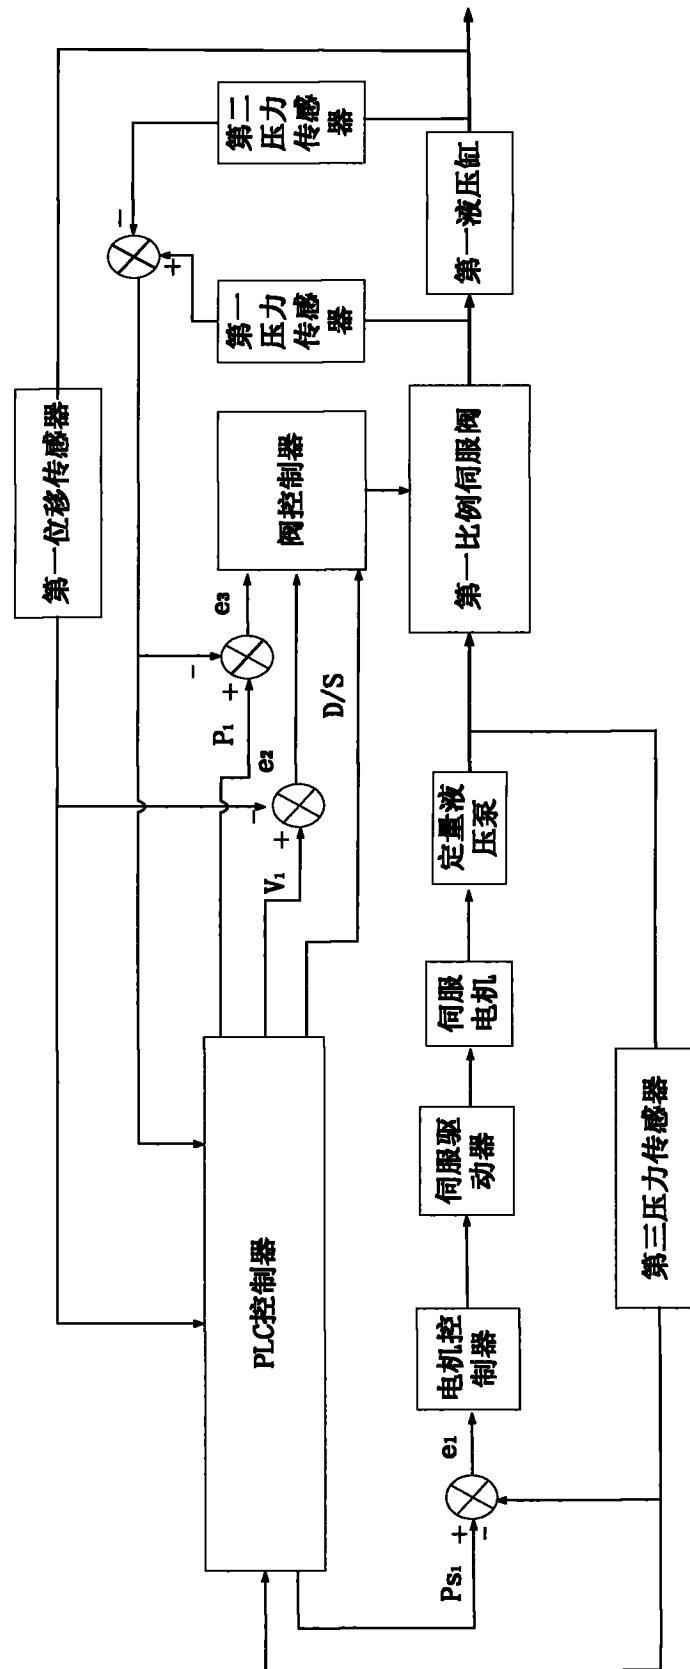 第一位移传感器
第二
压力
传感
器
第一
压力
传感
器
第一液压缸
阀控制器
第一比例伺服阀
−
+
e₃
−
+
P₁
e₂
−
+
V₁
D/S
PLC控制器
定量液
压泵
伺服
电机
伺服驱
动器
电机控
制器
e₁
+
−
Ps₁
第三压力传感器